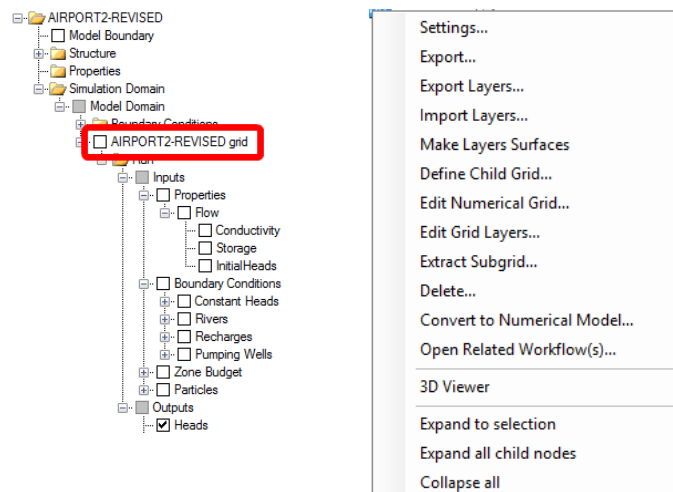 AIRPORT2-REVISED
Model Boundary
Structure
Properties
Simulation Domain
Model Domain
Boundary Conditions
AIRPORT2-REVISED grid
Run
Inputs
Properties
Flow
Conductivity
Storage
InitialHeads
Boundary Conditions
Constant Heads
Rivers
Recharges
Pumping Wells
Zone Budget
Particles
Outputs
Heads
Settings...
Export...
Export Layers...
Import Layers...
Make Layers Surfaces
Define Child Grid...
Edit Numerical Grid...
Edit Grid Layers...
Extract Subgrid...
Delete...
Convert to Numerical Model...
Open Related Workflow(s)...
3D Viewer
Expand to selection
Expand all child nodes
Collapse all